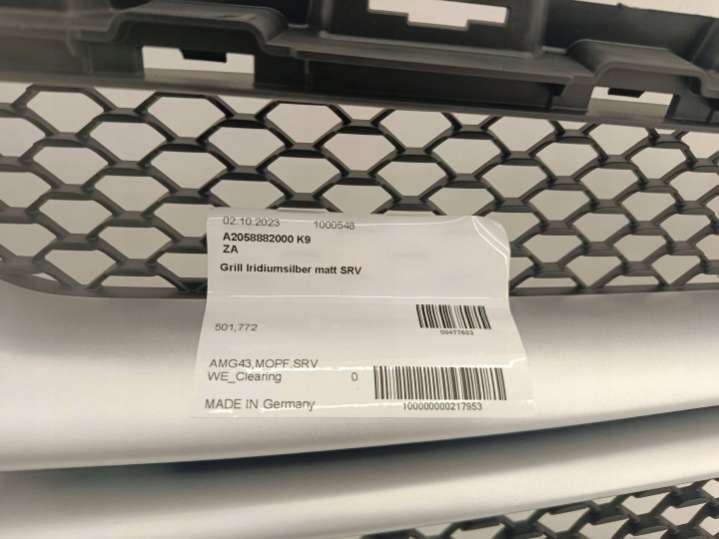 02.10.2023 1000548
A2058882000 K9
ZA
Grill Iridiumsilber matt SRV
501,772
00477603
AMG43,MOPF,SRV
WE_Clearing 0
MADE IN Germany
100000000217953